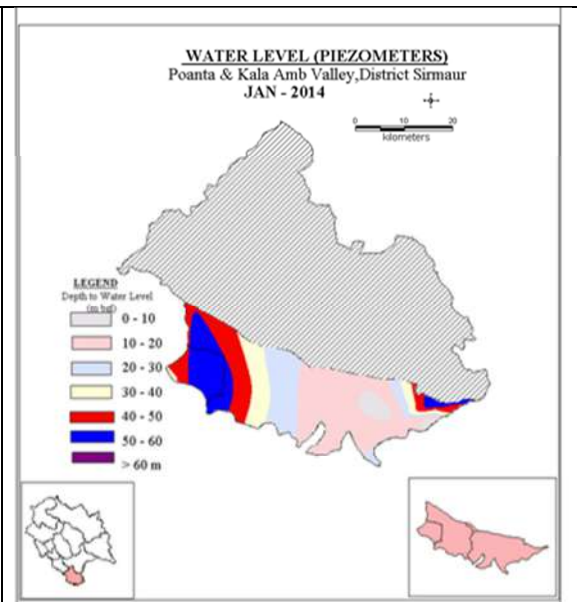 WATER LEVEL (PIEZOMETERS)
Poanta & Kala Amb Valley,District Sirmaur
JAN - 2014
0 10 20
kilometers
LEGEND
Depth to Water Level
(m bgl)
0 - 10
10 - 20
20 - 30
30 - 40
40 - 50
50 - 60
> 60 m